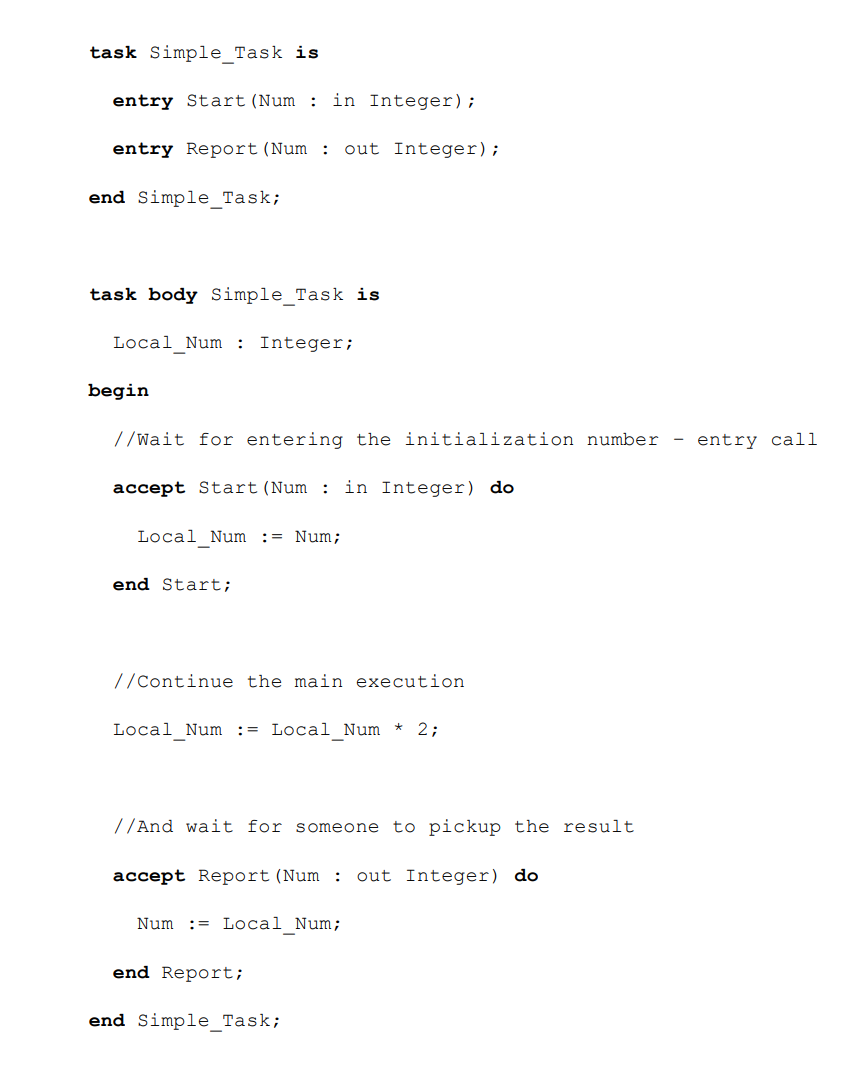 task Simple_Task is
entry Start(Num : in Integer);
entry Report(Num : out Integer);
end Simple_Task;
task body Simple_Task is
Local_Num : Integer;
begin
//Wait for entering the initialization number – entry call
accept Start(Num : in Integer) do
Local_Num := Num;
end Start;
//Continue the main execution
Local_Num := Local_Num * 2;
//And wait for someone to pickup the result
accept Report(Num : out Integer) do
Num := Local_Num;
end Report;
end Simple_Task;